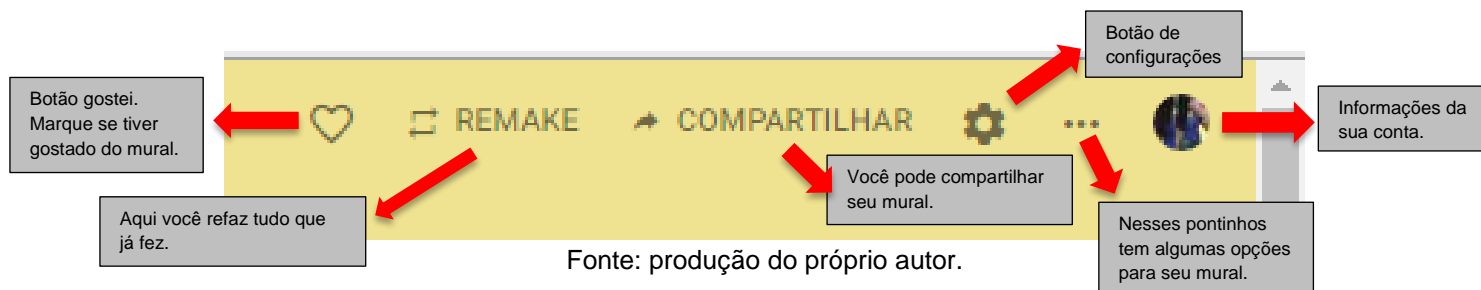 Botão de
configurações
Botão gostei.
Marque se tiver
gostado do mural.
REMAKE
COMPARTILHAR
Informações da
sua conta.
Você pode compartilhar
seu mural.
Aqui você refaz tudo que
já fez.
Nesses pontinhos
tem algumas opções
para seu mural.
Fonte: produção do próprio autor.